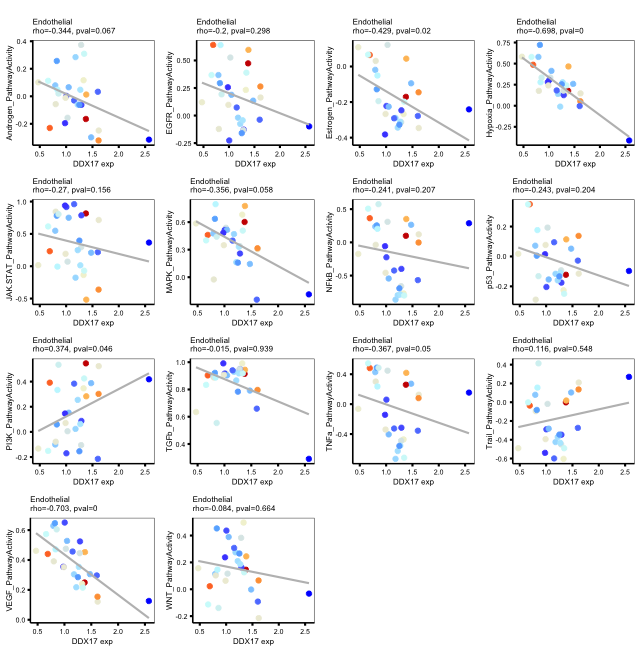 Endothelial
rho=-0.344, pval=0.067
Androgen_PathwayActivity
0.4
0.2
0.0
-0.2
0.5 1.0 1.5 2.0 2.5
DDX17 exp
Endothelial
rho=-0.2, pval=0.298
EGFR_PathwayActivity
0.50
0.25
0.00
-0.25
0.5 1.0 1.5 2.0 2.5
DDX17 exp
Endothelial
rho=-0.429, pval=0.02
Estrogen_PathwayActivity
0.0
-0.2
-0.4
0.5 1.0 1.5 2.0 2.5
DDX17 exp
Endothelial
rho=-0.698, pval=0
Hypoxia_PathwayActivity
0.75
0.50
0.25
0.00
-0.25
0.5 1.0 1.5 2.0 2.5
DDX17 exp
Endothelial
rho=-0.27, pval=0.156
JAK.STAT_PathwayActivity
1.0
0.5
0.0
-0.5
0.5 1.0 1.5 2.0 2.5
DDX17 exp
Endothelial
rho=-0.356, pval=0.058
MAPK_PathwayActivity
0.6
0.3
0.0
0.5 1.0 1.5 2.0 2.5
DDX17 exp
Endothelial
rho=-0.241, pval=0.207
NFkB_PathwayActivity
0.5
0.0
-0.5
0.5 1.0 1.5 2.0 2.5
DDX17 exp
Endothelial
rho=-0.243, pval=0.204
p53_PathwayActivity
0.2
0.0
-0.2
0.5 1.0 1.5 2.0 2.5
DDX17 exp
Endothelial
rho=0.374, pval=0.046
PI3K_PathwayActivity
0.4
0.2
0.0
-0.2
0.5 1.0 1.5 2.0 2.5
DDX17 exp
Endothelial
rho=-0.015, pval=0.939
TGFb_PathwayActivity
1.0
0.8
0.6
0.4
0.5 1.0 1.5 2.0 2.5
DDX17 exp
Endothelial
rho=-0.367, pval=0.05
TNFa_PathwayActivity
0.4
0.0
-0.4
0.5 1.0 1.5 2.0 2.5
DDX17 exp
Endothelial
rho=0.116, pval=0.548
Trail_PathwayActivity
0.4
0.2
0.0
-0.2
-0.4
-0.6
0.5 1.0 1.5 2.0 2.5
DDX17 exp
Endothelial
rho=-0.703, pval=0
VEGF_PathwayActivity
0.6
0.4
0.2
0.0
0.5 1.0 1.5 2.0 2.5
DDX17 exp
Endothelial
rho=-0.084, pval=0.664
WNT_PathwayActivity
0.4
0.2
0.0
-0.2
0.5 1.0 1.5 2.0 2.5
DDX17 exp